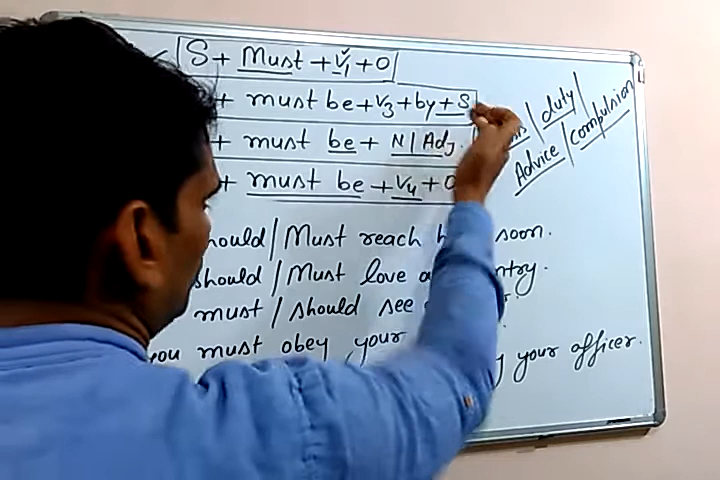 S + Must + V1 + O
+ must be + V3 + by + S
+ must be + N | Adj.
+ must be + V4 + O
duty |
Advice | compulsion
should | Must reach soon.
should | Must love
must | should see
you must obey your
your officer.